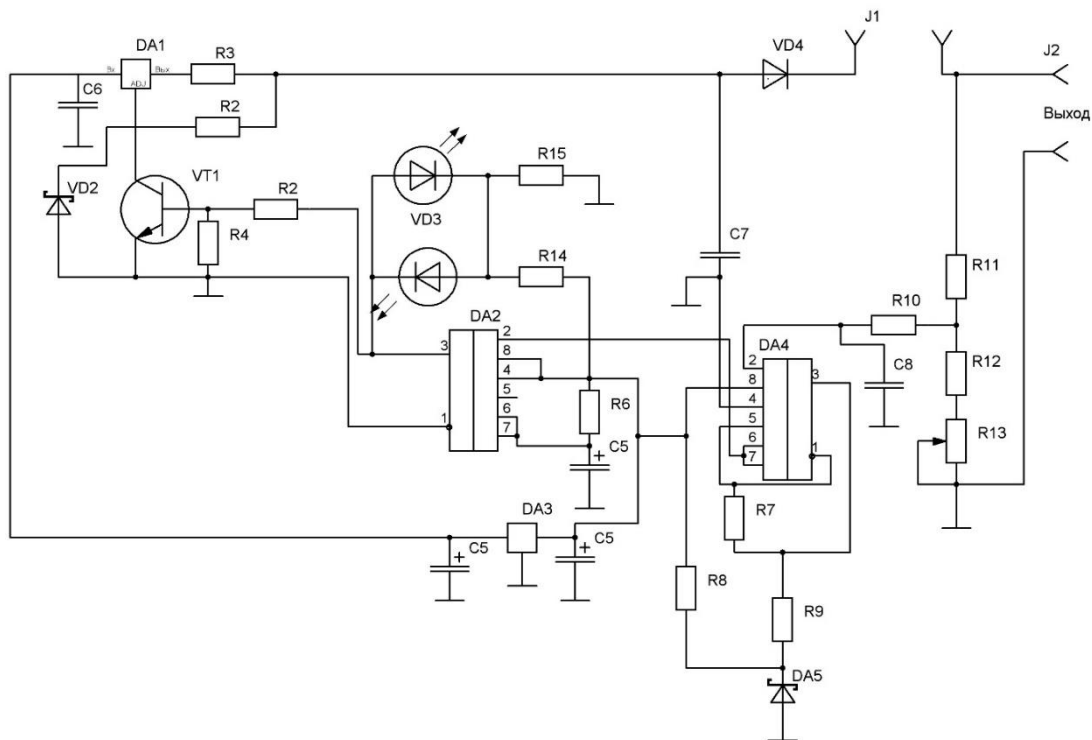 J1
DA1
VD4
J2
R3
Вх
Вых
ADJ
C6
R2
Выход
VD2
VT1
R2
R4
R15
VD3
C7
R14
R11
R10
DA2
DA4
2
3
8
4
5
6
7
1
2
3
8
4
5
6
7
1
C8
R12
R6
R13
+
C5
R7
DA3
+
C5
+
C5
R8
R9
DA5